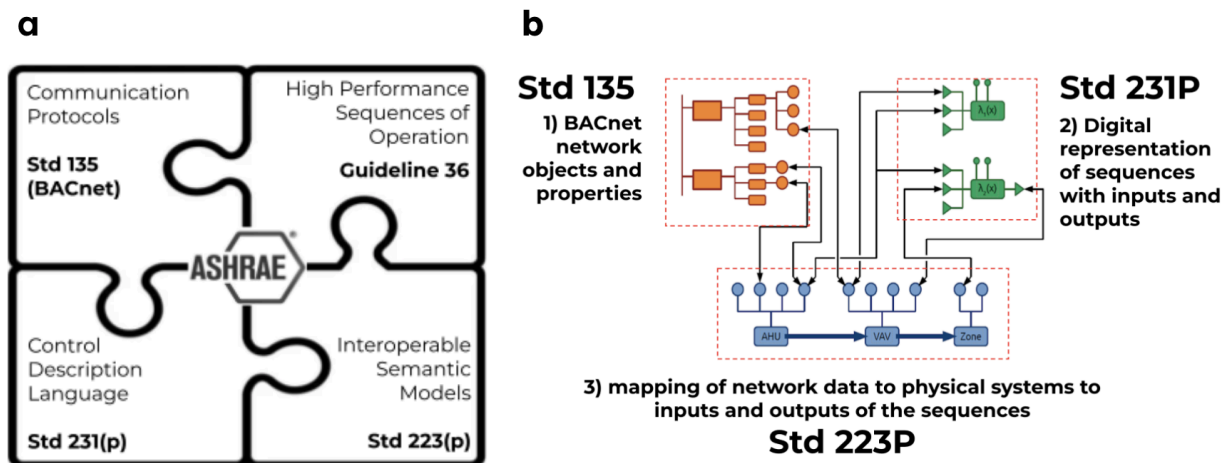 a
Communication
Protocols
Std 135
(BACnet)
High Performance
Sequences of
Operation
Guideline 36
ASHRAE
®
Control
Description
Language
Std 231(p)
Interoperable
Semantic
Models
Std 223(p)
b
Std 135
1) BACnet
network
objects and
properties
λ₁(x)
λ₂(x)
Std 231P
2) Digital
representation
of sequences
with inputs and
outputs
AHU
VAV
Zone
3) mapping of network data to physical systems to
inputs and outputs of the sequences
Std 223P